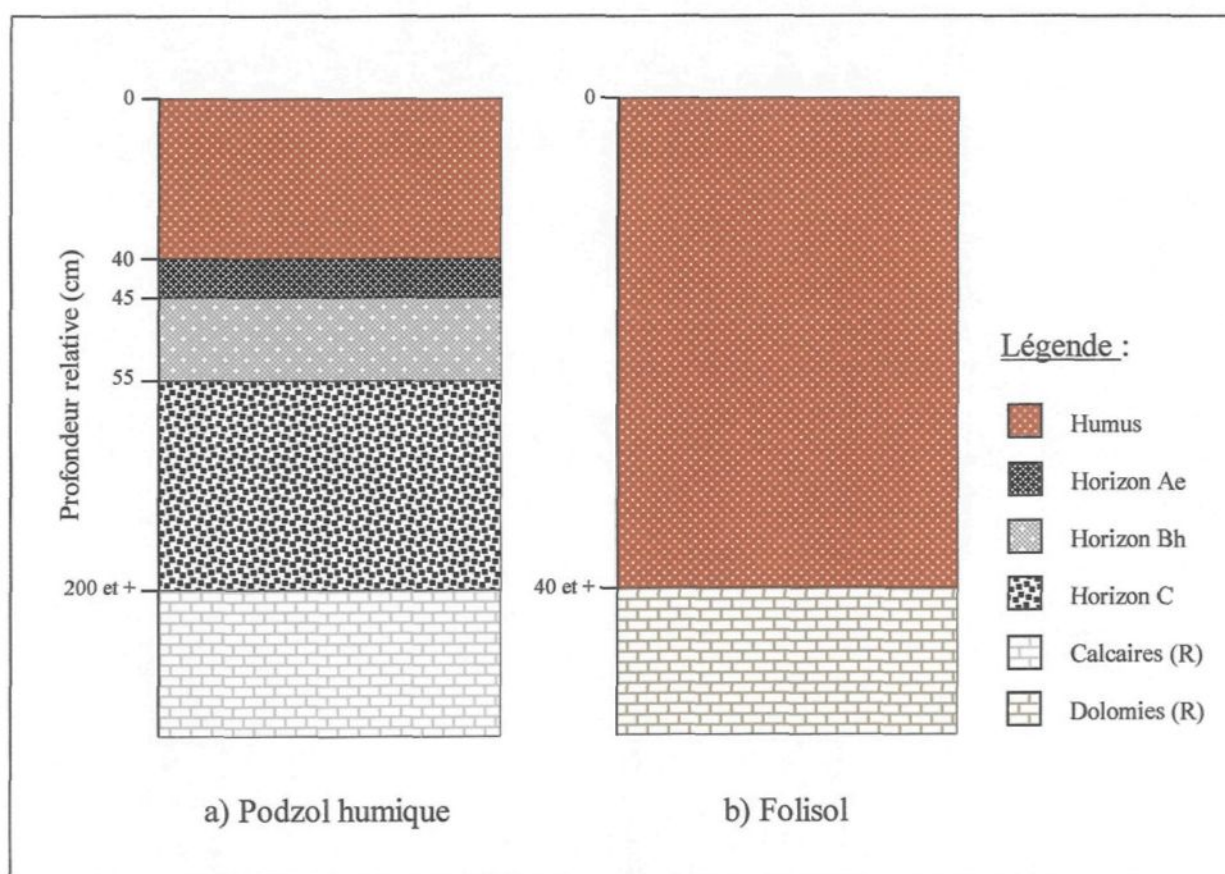 0
40
45
55
200 et +
Profondeur relative (cm)
a) Podzol humique
0
40 et +
b) Folisol
Légende :
Humus
Horizon Ae
Horizon Bh
Horizon C
Calcaires (R)
Dolomies (R)